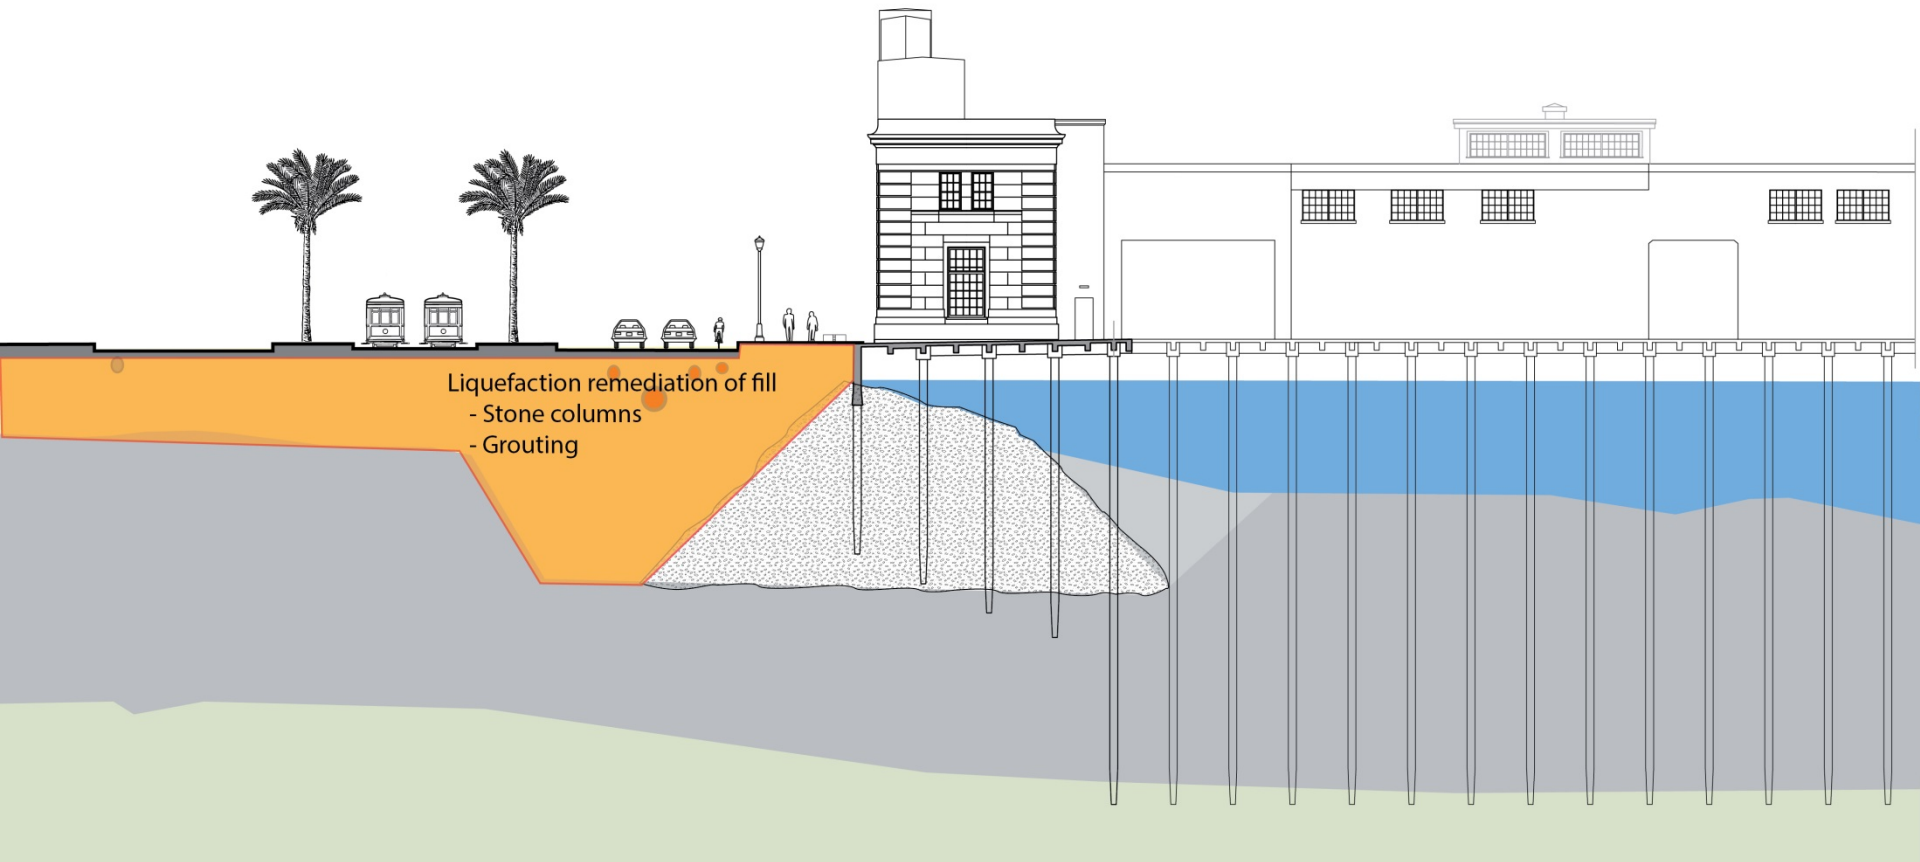 Liquefaction remediation of fill
- Stone columns
- Grouting